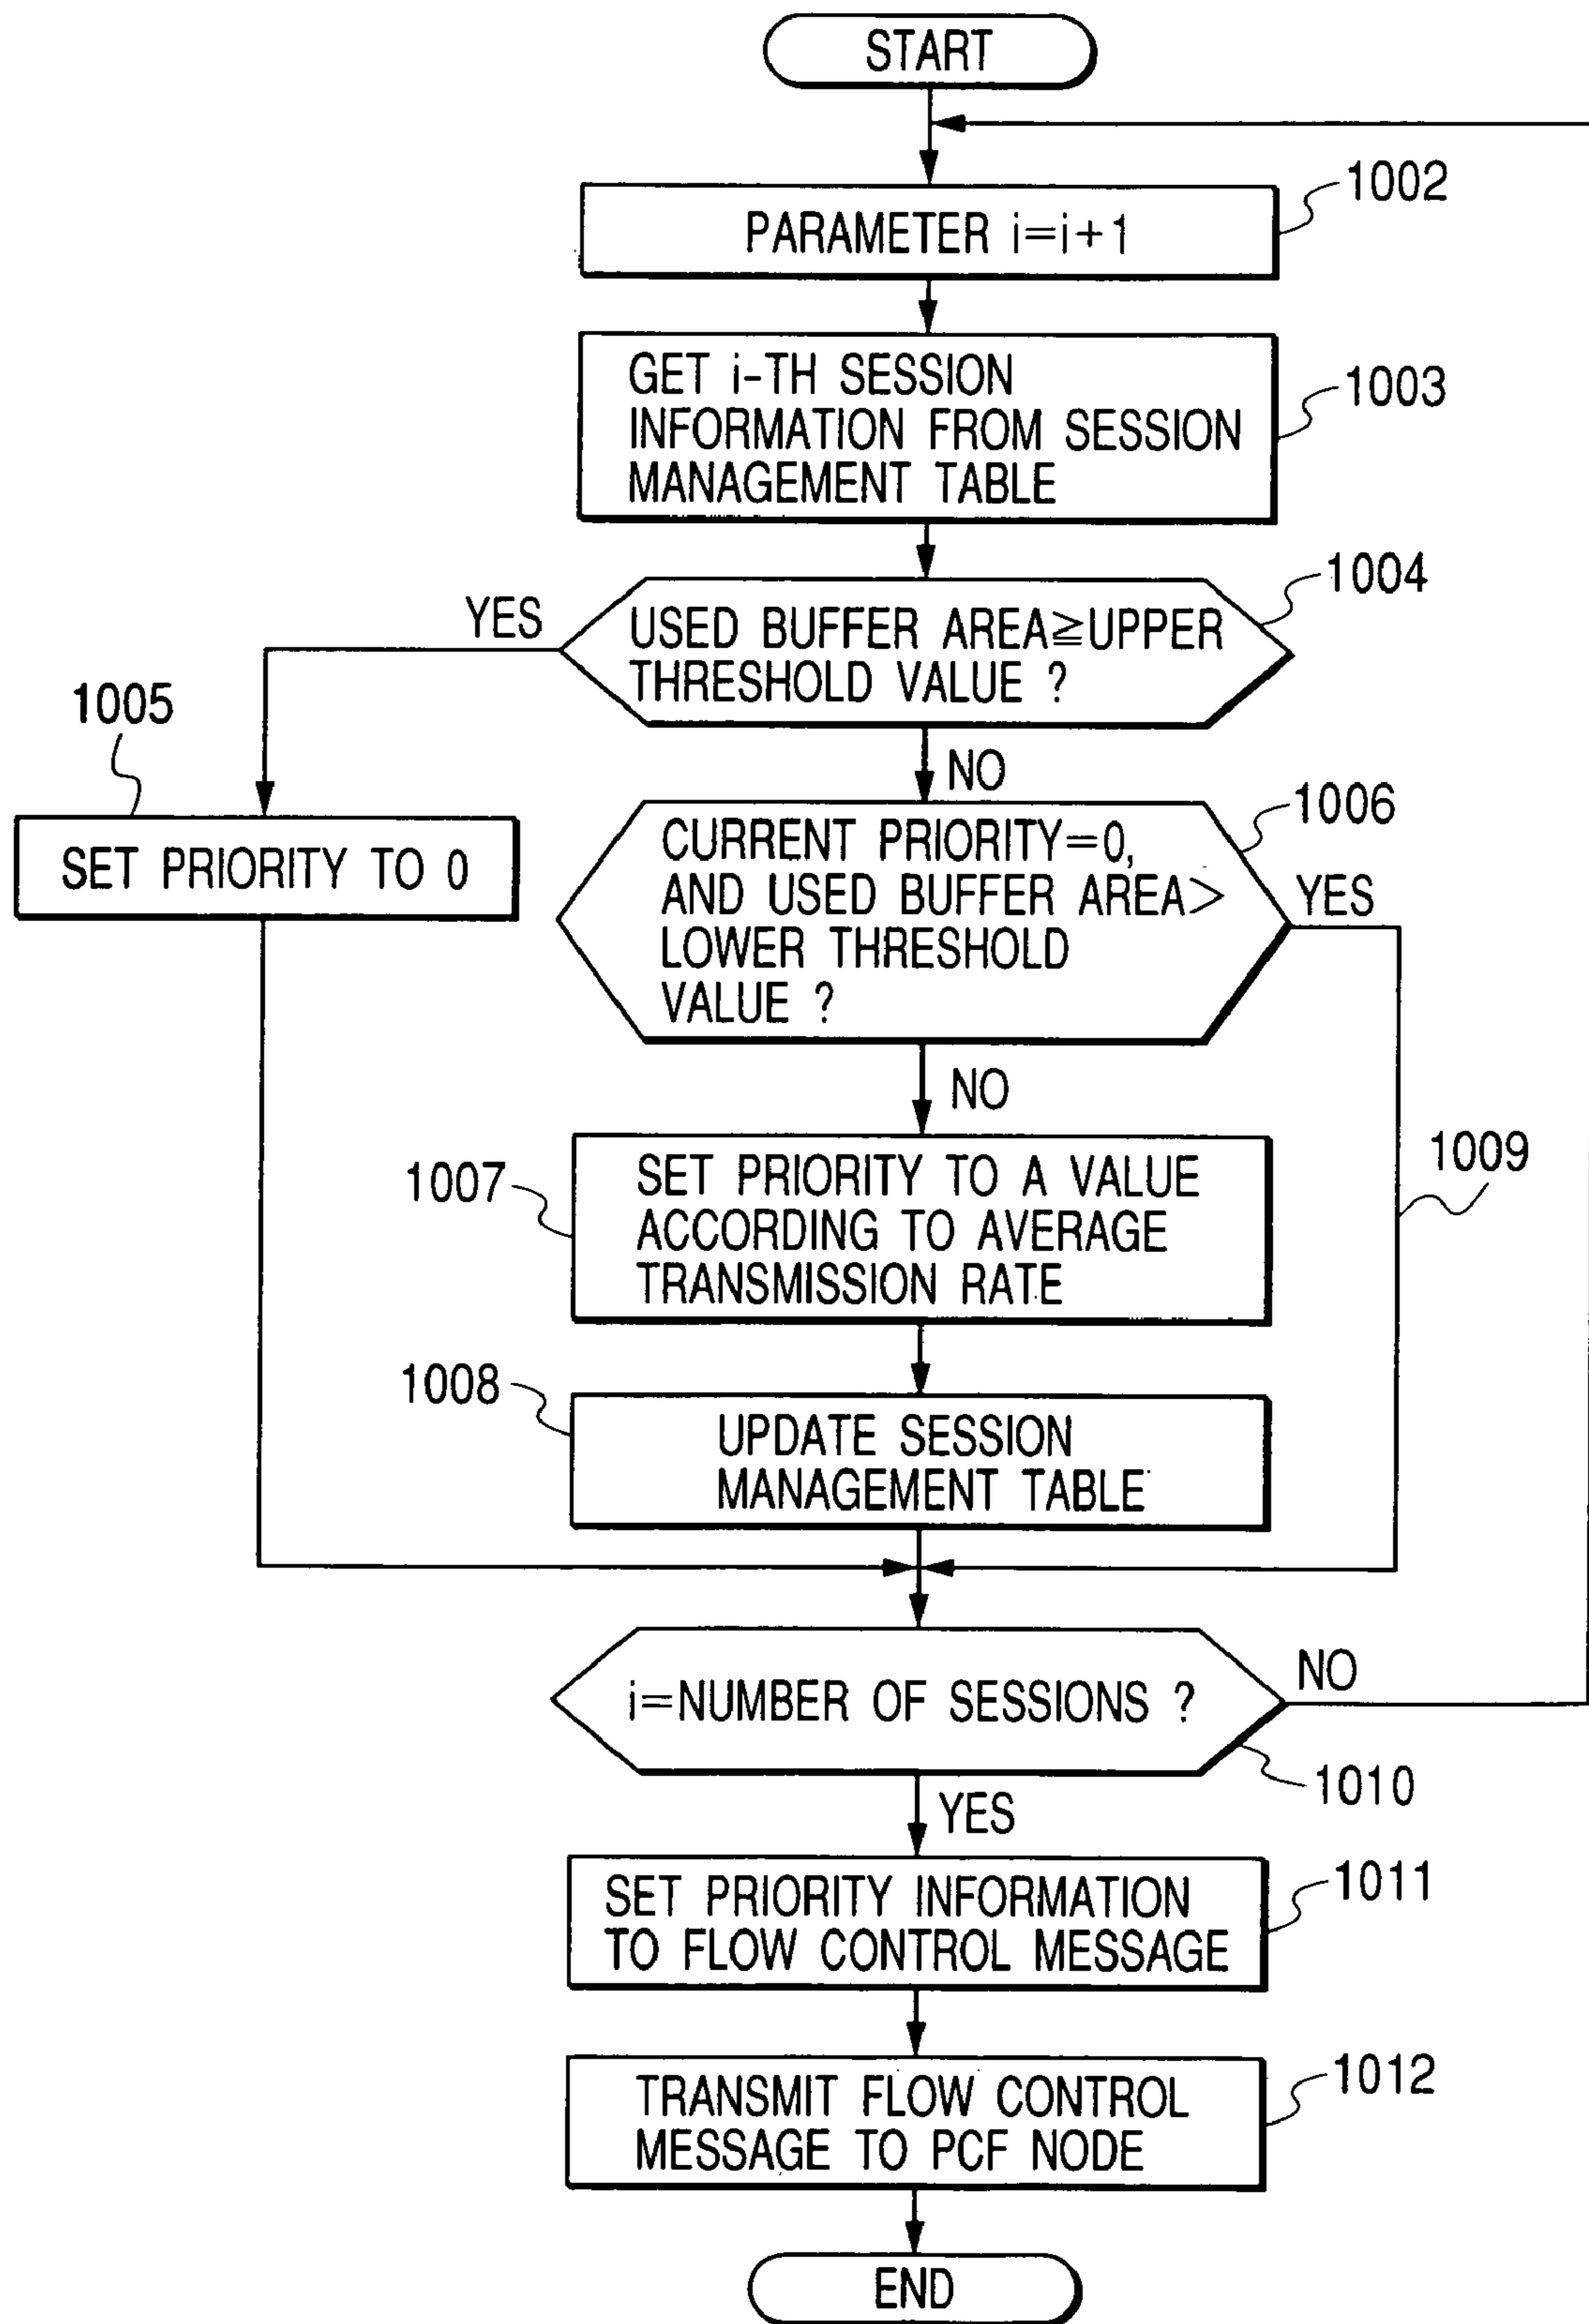 START
1002
PARAMETER i=i+1
GET i-TH SESSION
INFORMATION FROM SESSION
MANAGEMENT TABLE
1003
1004
YES
USED BUFFER AREA≧UPPER
THRESHOLD VALUE ?
1005
NO
SET PRIORITY TO 0
1006
CURRENT PRIORITY=0,
AND USED BUFFER AREA>
LOWER THRESHOLD
VALUE ?
YES
NO
1009
1007
SET PRIORITY TO A VALUE
ACCORDING TO AVERAGE
TRANSMISSION RATE
1008
UPDATE SESSION
MANAGEMENT TABLE
i=NUMBER OF SESSIONS ?
NO
1010
YES
SET PRIORITY INFORMATION
TO FLOW CONTROL MESSAGE
1011
TRANSMIT FLOW CONTROL
MESSAGE TO PCF NODE
1012
END